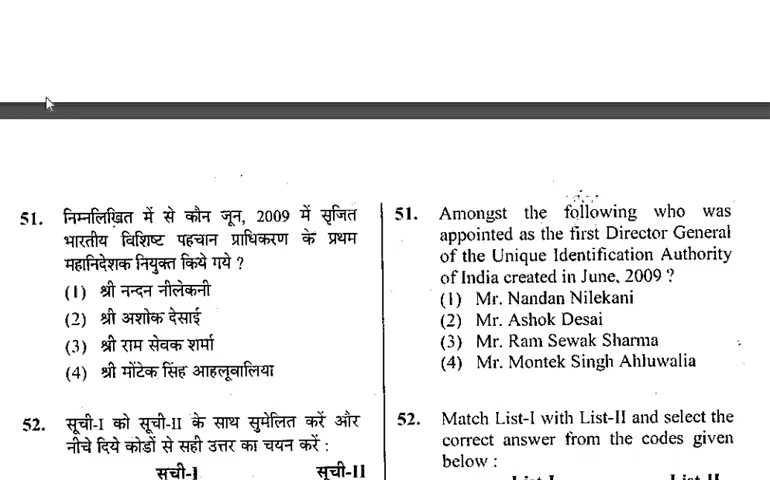 51. निम्नलिखित में से कौन जून, 2009 में सृजित
भारतीय विशिष्ट पहचान प्राधिकरण के प्रथम
महानिदेशक नियुक्त किये गये ?
(1) श्री नन्दन नीलेकनी
(2) श्री अशोक देसाई
(3) श्री राम सेवक शर्मा
(4) श्री मोंटेक सिंह आहलूवालिया
52. सूची-I को सूची-II के साथ सुमेलित करें और
नीचे दिये कोडों से सही उत्तर का चयन करें :
सूची-I सूची-II
51. Amongst the following who was
appointed as the first Director General
of the Unique Identification Authority
of India created in June, 2009 ?
(1) Mr. Nandan Nilekani
(2) Mr. Ashok Desai
(3) Mr. Ram Sewak Sharma
(4) Mr. Montek Singh Ahluwalia
52. Match List-I with List-II and select the
correct answer from the codes given
below :
List-I List-II